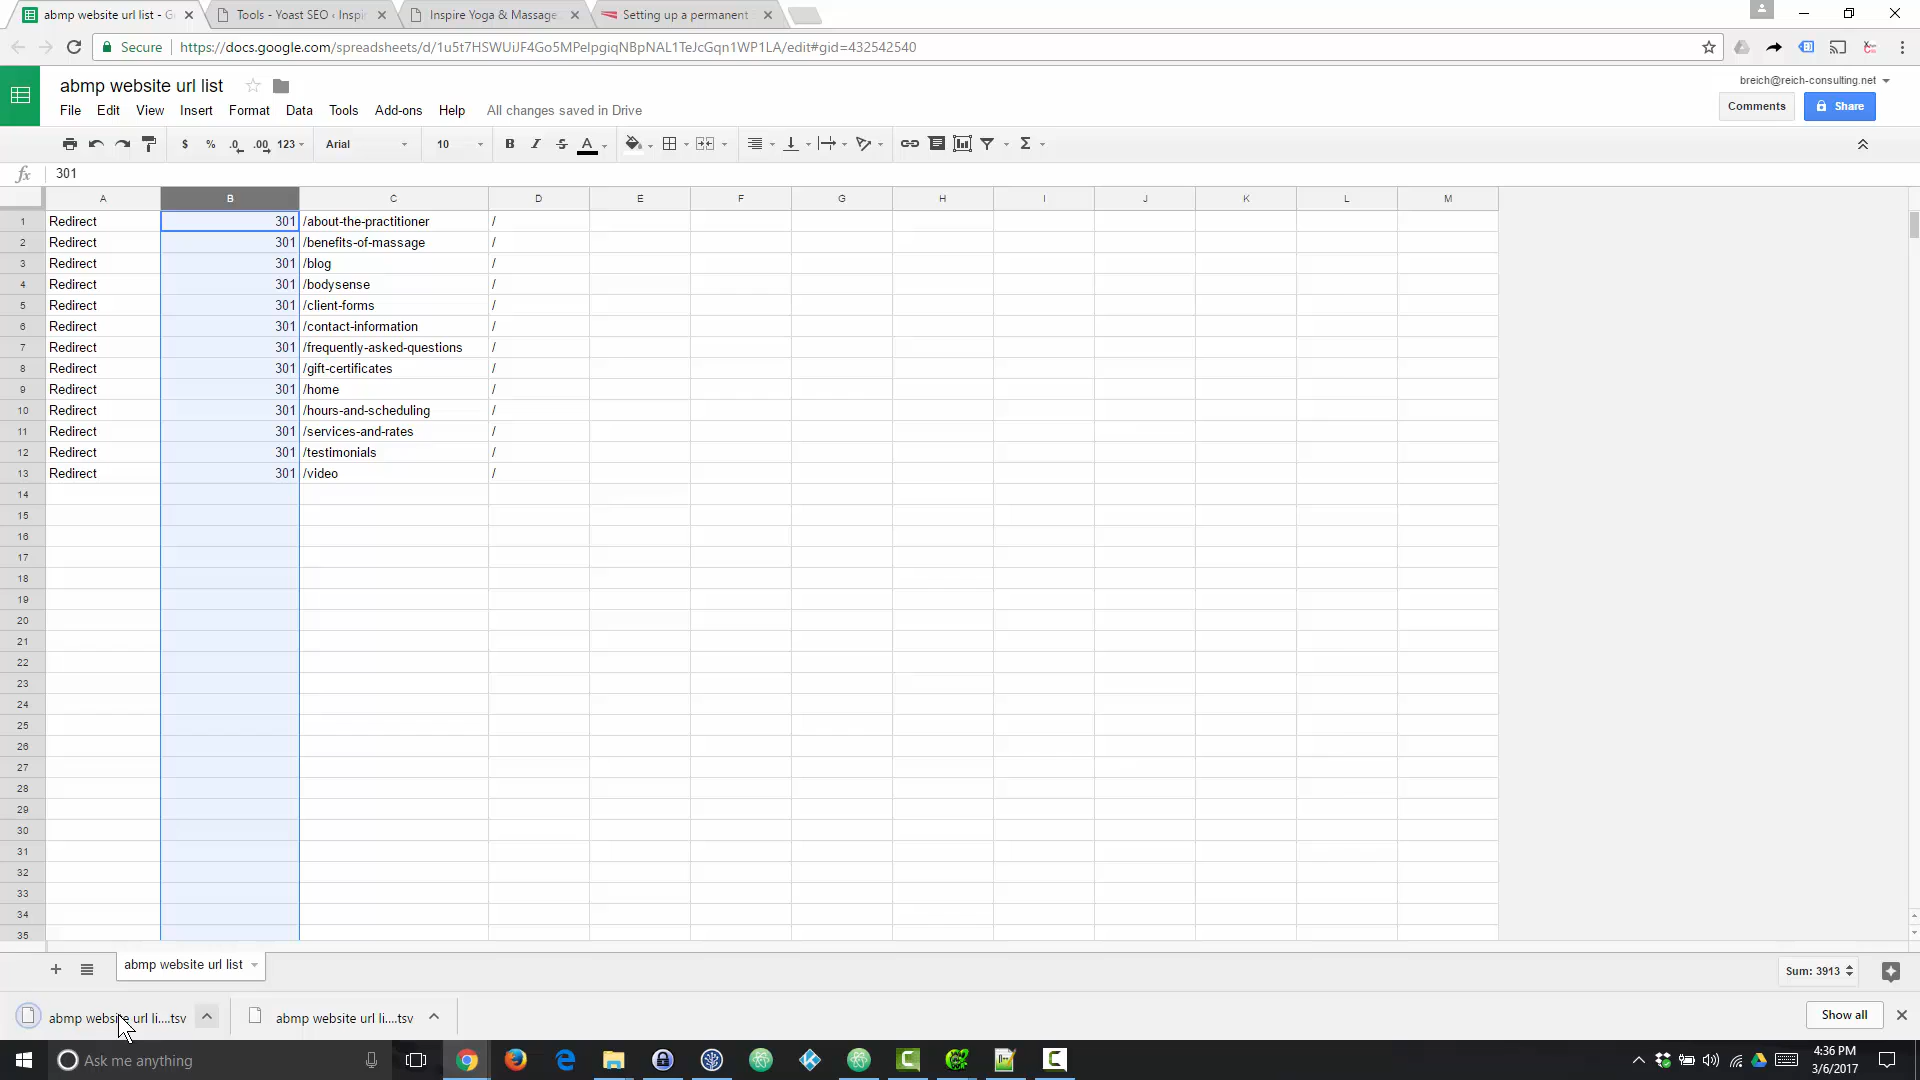 abmp website url list - G
Tools - Yoast SEO ‹ Inspi
Inspire Yoga & Massage
Setting up a permanent
Secure
https://docs.google.com/spreadsheets/d/1u5t7HSWUiJF4Go5MPelpgiqNBpNAL1TeJcGqn1WP1LA/edit#gid=432542540
abmp website url list
breich@reich-consulting.net
File Edit View Insert Format Data Tools Add-ons Help All changes saved in Drive
Comments
Share
$ % .0 .00 123 Arial 10 B I S A Σ
fx 301
A B C D E F G H I J K L M
1 Redirect 301 /about-the-practitioner /
2 Redirect 301 /benefits-of-massage /
3 Redirect 301 /blog /
4 Redirect 301 /bodysense /
5 Redirect 301 /client-forms /
6 Redirect 301 /contact-information /
7 Redirect 301 /frequently-asked-questions /
8 Redirect 301 /gift-certificates /
9 Redirect 301 /home /
10 Redirect 301 /hours-and-scheduling /
11 Redirect 301 /services-and-rates /
12 Redirect 301 /testimonials /
13 Redirect 301 /video /
14
15
16
17
18
19
20
21
22
23
24
25
26
27
28
29
30
31
32
33
34
35
+ abmp website url list
Sum: 3913
abmp website url li....tsv
abmp website url li....tsv
Show all
Ask me anything
4:36 PM
3/6/2017